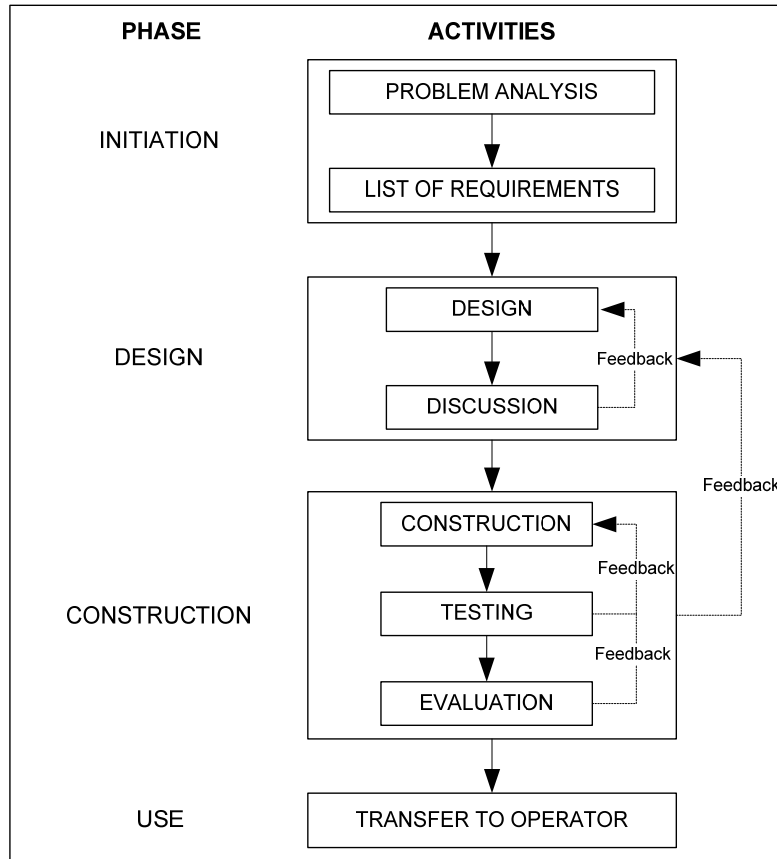 PHASE
ACTIVITIES
PROBLEM ANALYSIS
INITIATION
LIST OF REQUIREMENTS
DESIGN
DESIGN
Feedback
DISCUSSION
Feedback
CONSTRUCTION
Feedback
CONSTRUCTION
TESTING
Feedback
EVALUATION
USE
TRANSFER TO OPERATOR